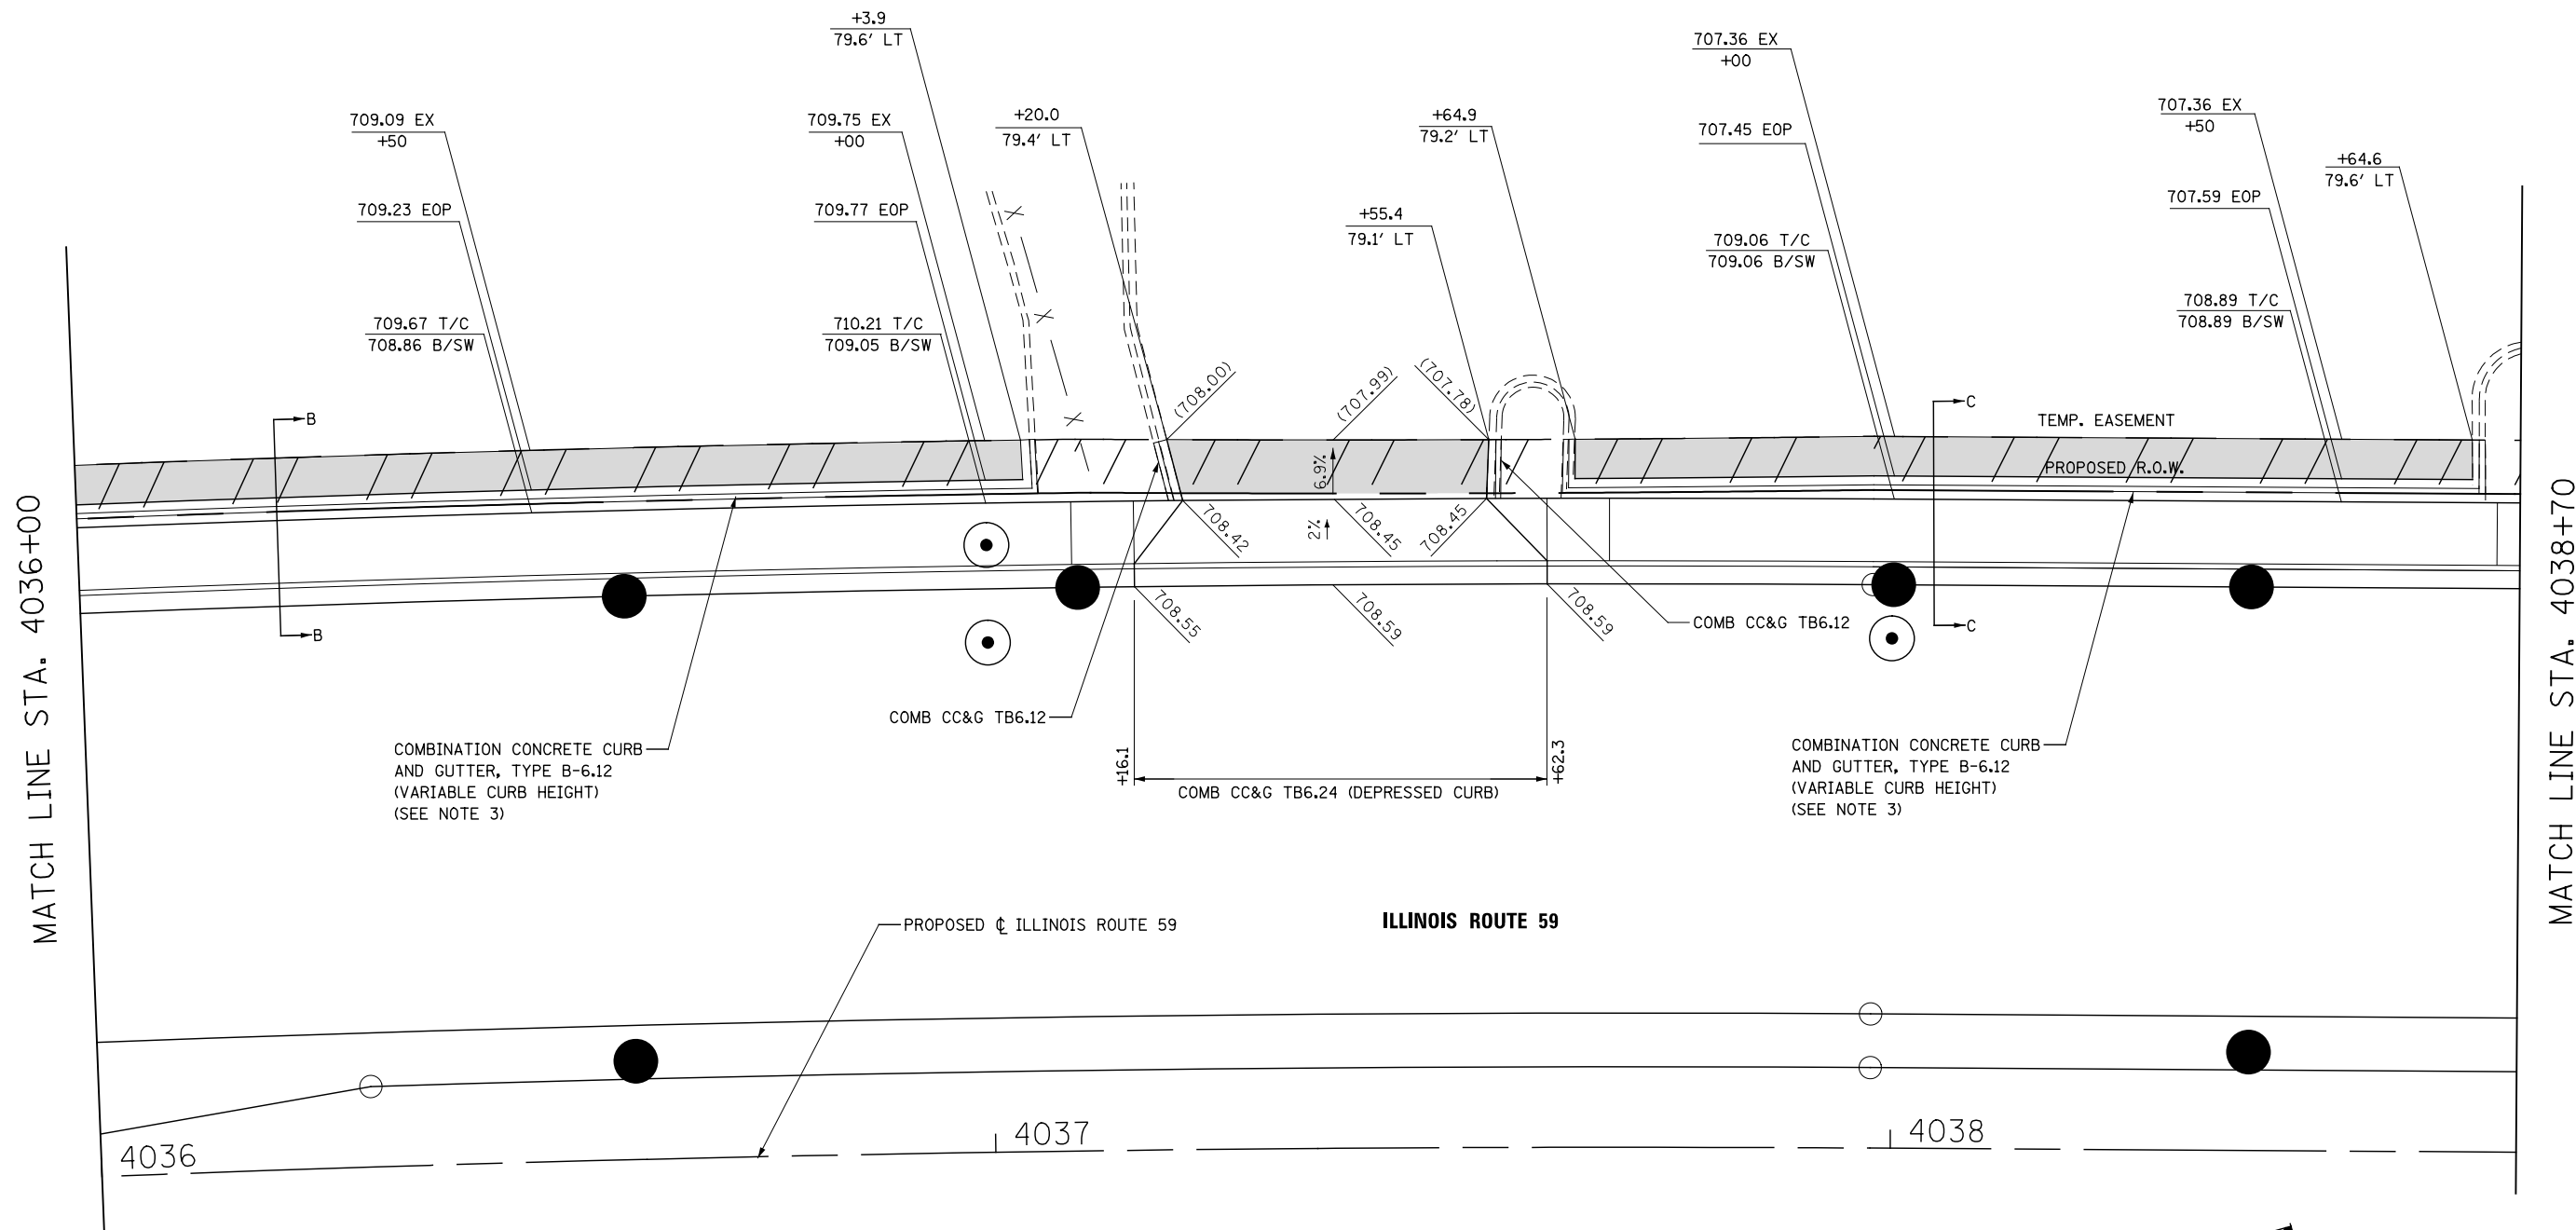 +3.9
79.6' LT
707.36 EX
+00
709.09 EX
+50
709.75 EX
+00
+20.0
79.4' LT
+64.9
79.2' LT
707.45 EOP
707.36 EX
+50
+64.6
79.6' LT
709.23 EOP
709.77 EOP
+55.4
79.1' LT
707.59 EOP
709.06 T/C
709.06 B/SW
709.67 T/C
708.86 B/SW
710.21 T/C
709.05 B/SW
708.89 T/C
708.89 B/SW
X
X
X
(708.00)
(707.99)
(707.78)
B
C
TEMP. EASEMENT
PROPOSED R.O.W.
6.9%
2%
708.42
708.45
708.45
B
C
708.55
708.59
708.59
COMB CC&G TB6.12
COMB CC&G TB6.12
+16.1
+62.3
COMB CC&G TB6.24 (DEPRESSED CURB)
COMBINATION CONCRETE CURB
AND GUTTER, TYPE B-6.12
(VARIABLE CURB HEIGHT)
(SEE NOTE 3)
COMBINATION CONCRETE CURB
AND GUTTER, TYPE B-6.12
(VARIABLE CURB HEIGHT)
(SEE NOTE 3)
MATCH LINE STA. 4036+00
MATCH LINE STA. 4038+70
PROPOSED ℄ ILLINOIS ROUTE 59
ILLINOIS ROUTE 59
4036
4037
4038